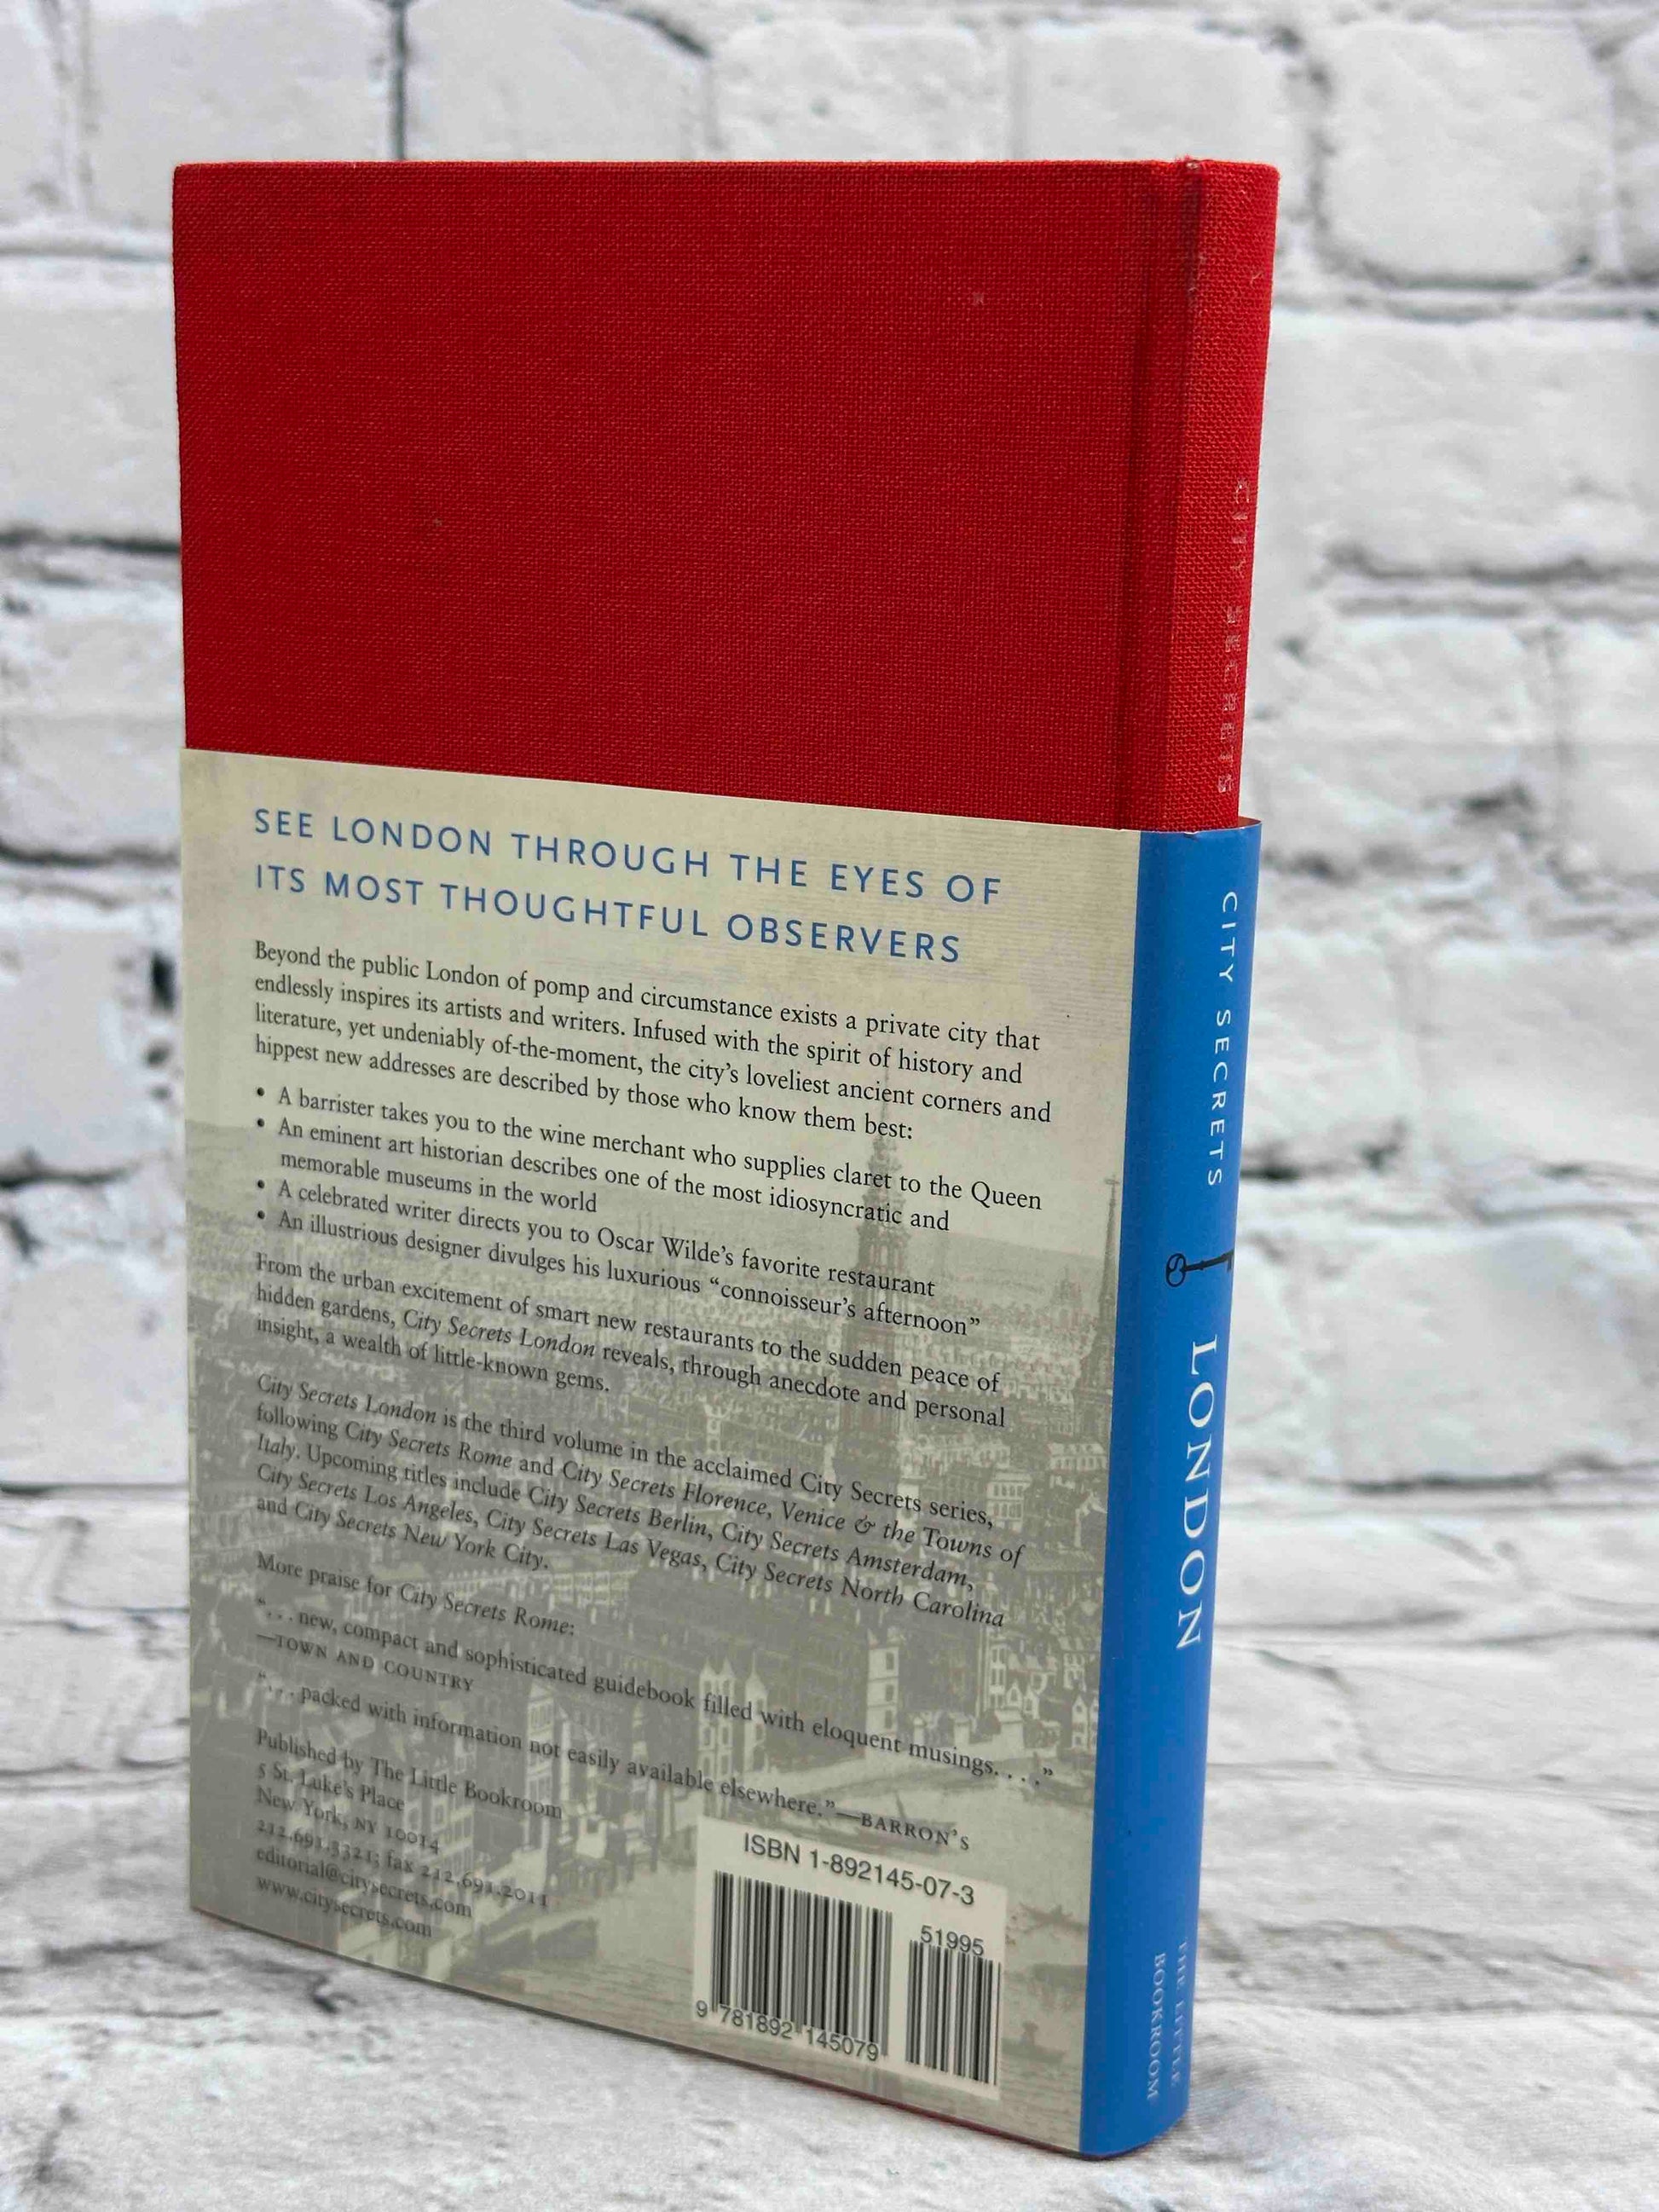 SEE LONDON THROUGH THE EYES OF
ITS MOST THOUGHTFUL OBSERVERS
Beyond the public London of pomp and circumstance exists a private city that
endlessly inspires its artists and writers. Infused with the spirit of history and
literature, yet undeniably of-the-moment, the city's loveliest ancient corners and
hippest new addresses are described by those who know them best:
• A barrister takes you to the wine merchant who supplies claret to the Queen
• An eminent art historian describes one of the most idiosyncratic and
memorable museums in the world
• A celebrated writer directs you to Oscar Wilde's favorite restaurant
• An illustrious designer divulges his luxurious “connoisseur's afternoon”
From the urban excitement of smart new restaurants to the sudden peace of
hidden gardens, City Secrets London reveals, through anecdote and personal
insight, a wealth of little-known gems.
City Secrets London is the third volume in the acclaimed City Secrets series,
following City Secrets Rome and City Secrets Florence, Venice & the Towns of
Italy. Upcoming titles include City Secrets Berlin, City Secrets Amsterdam,
City Secrets Los Angeles, City Secrets Las Vegas, City Secrets North Carolina
and City Secrets New York City.
More praise for City Secrets Rome:
“. . . new, compact and sophisticated guidebook filled with eloquent musings. . . .”
—TOWN AND COUNTRY
“. . . packed with information not easily available elsewhere.”—BARRON'S
Published by The Little Bookroom
5 St. Luke's Place
New York, NY 10014
212.691.3321; fax 212.691.2011
editorial@citysecrets.com
www.citysecrets.com
ISBN 1-892145-07-3
51995
9 781892 145079
CITY SECRETS
CITY SECRETS
LONDON
THE LITTLE
BOOKROOM